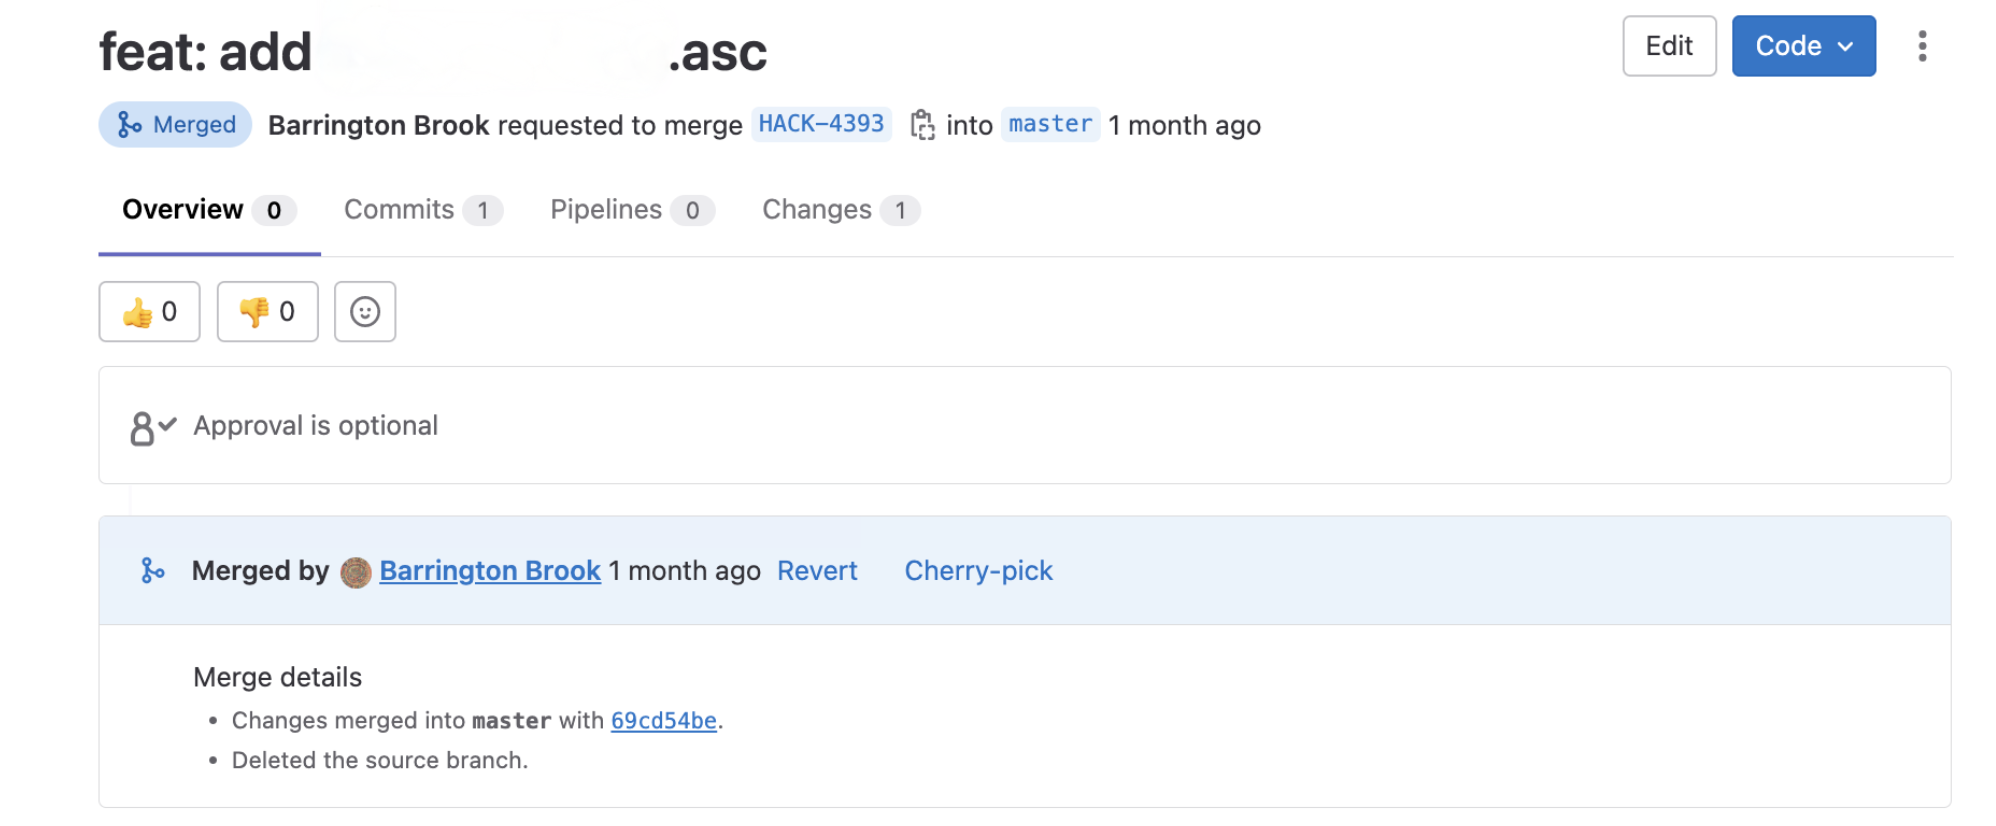 feat: add .asc
Edit
Code
Merged Barrington Brook requested to merge HACK-4393 into master 1 month ago
Overview 0 Commits 1 Pipelines 0 Changes 1
👍 0 👎 0
Approval is optional
Merged by Barrington Brook 1 month ago Revert Cherry-pick
Merge details
• Changes merged into master with 69cd54be.
• Deleted the source branch.